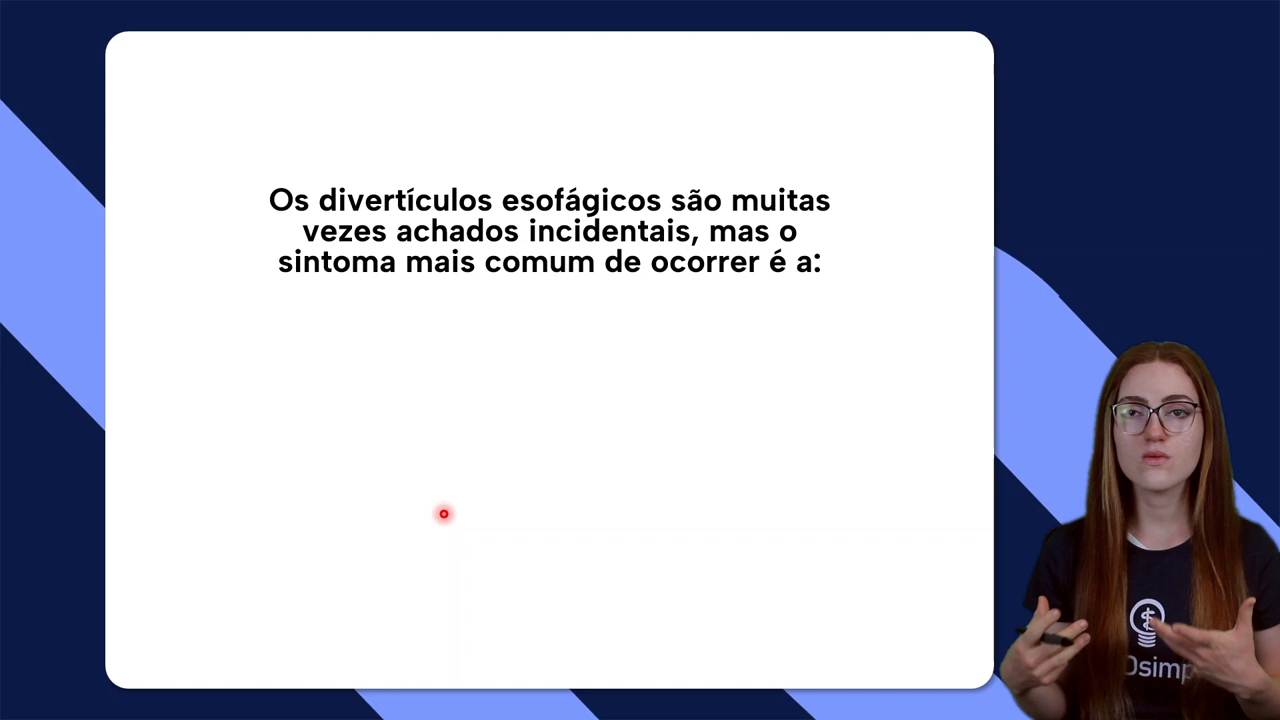 Os divertículos esofágicos são muitas
vezes achados incidentais, mas o
sintoma mais comum de ocorrer é a: